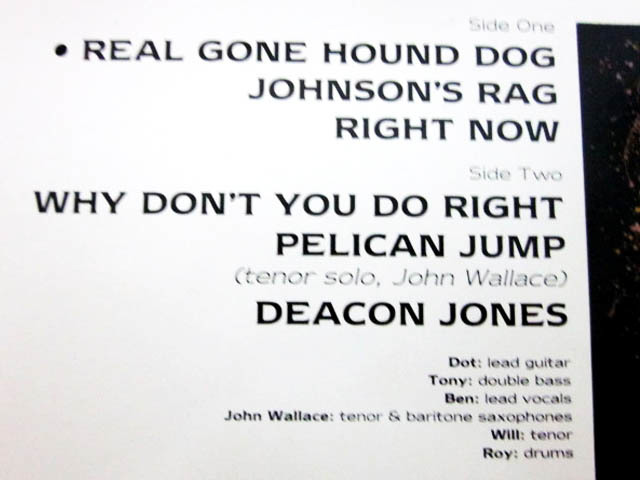 Side One
• REAL GONE HOUND DOG
JOHNSON'S RAG
RIGHT NOW
Side Two
WHY DON'T YOU DO RIGHT
PELICAN JUMP
(tenor solo, John Wallace)
DEACON JONES
Dot: lead guitar
Tony: double bass
Ben: lead vocals
John Wallace: tenor & baritone saxophones
Will: tenor
Roy: drums